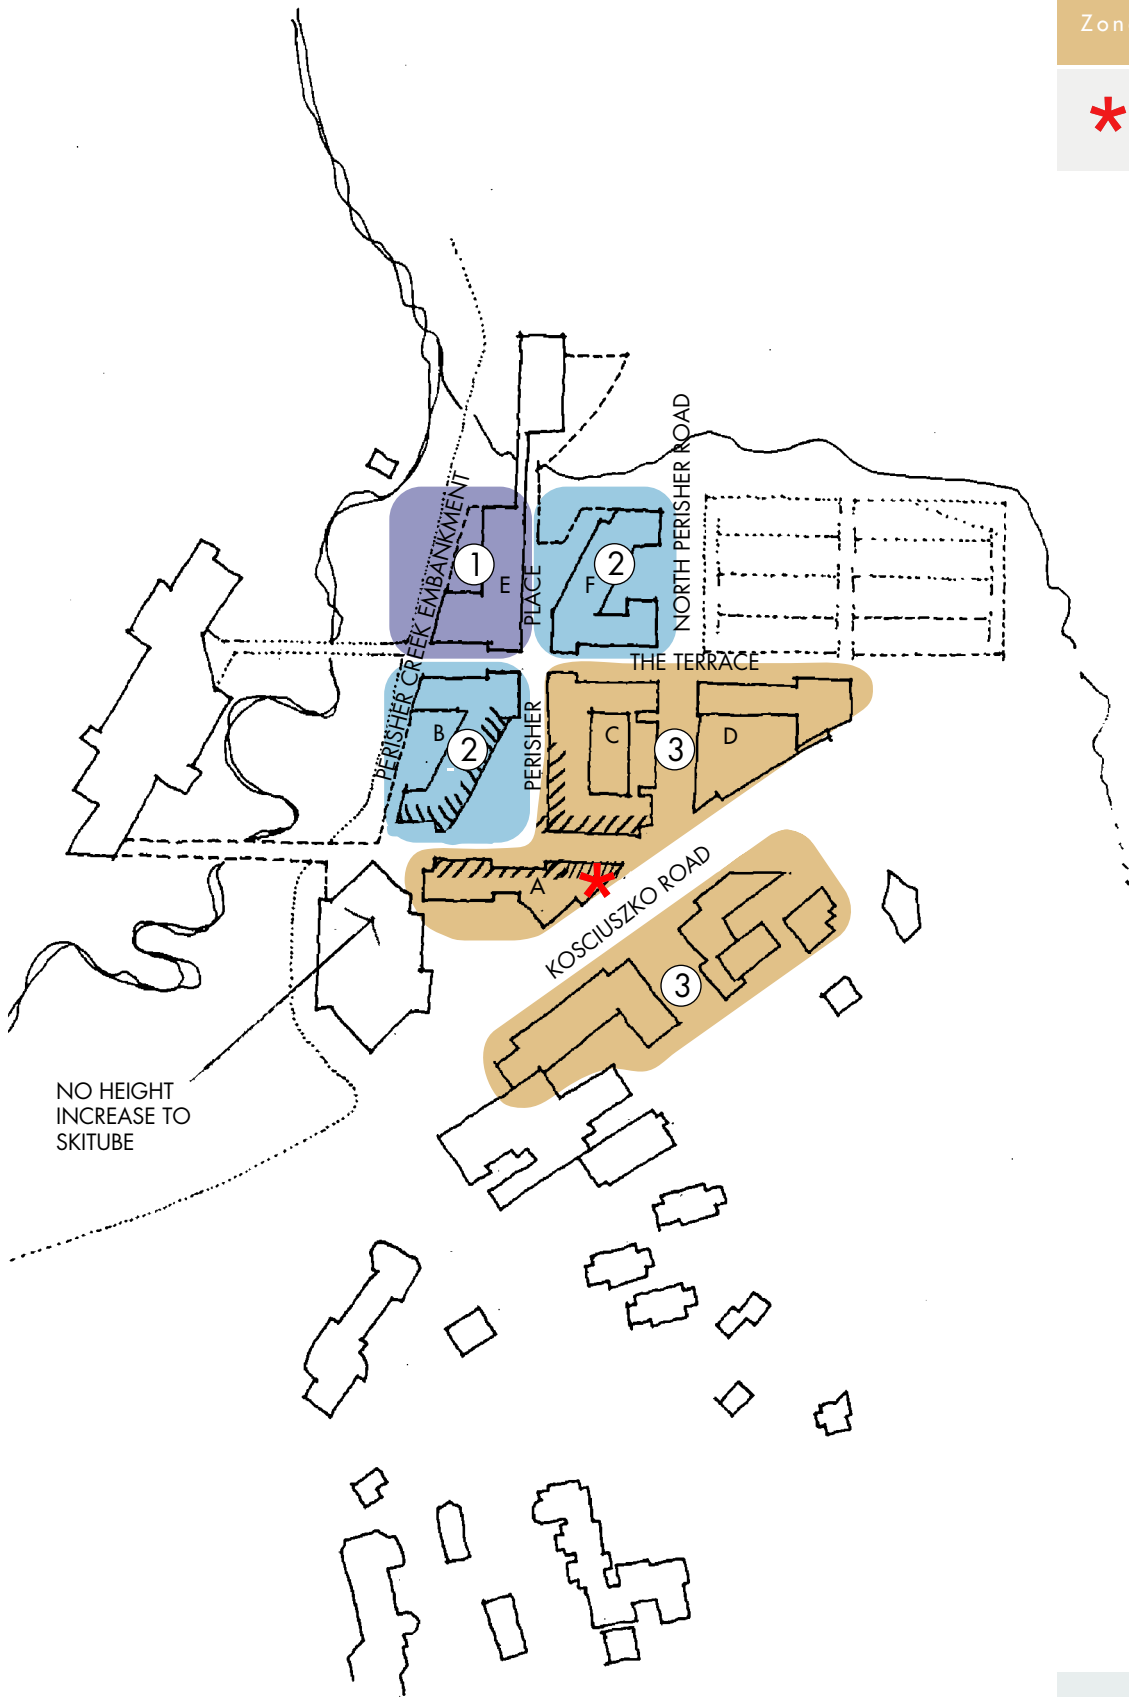 Zon
*
NORTH PERISHER ROAD
PERISHER CREEK EMBANKMENT
1
E
PLACE
2
F
THE TERRACE
B
2
PERISHER
C
3
D
A
*
KOSCIUSZKO ROAD
3
NO HEIGHT
INCREASE TO
SKITUBE